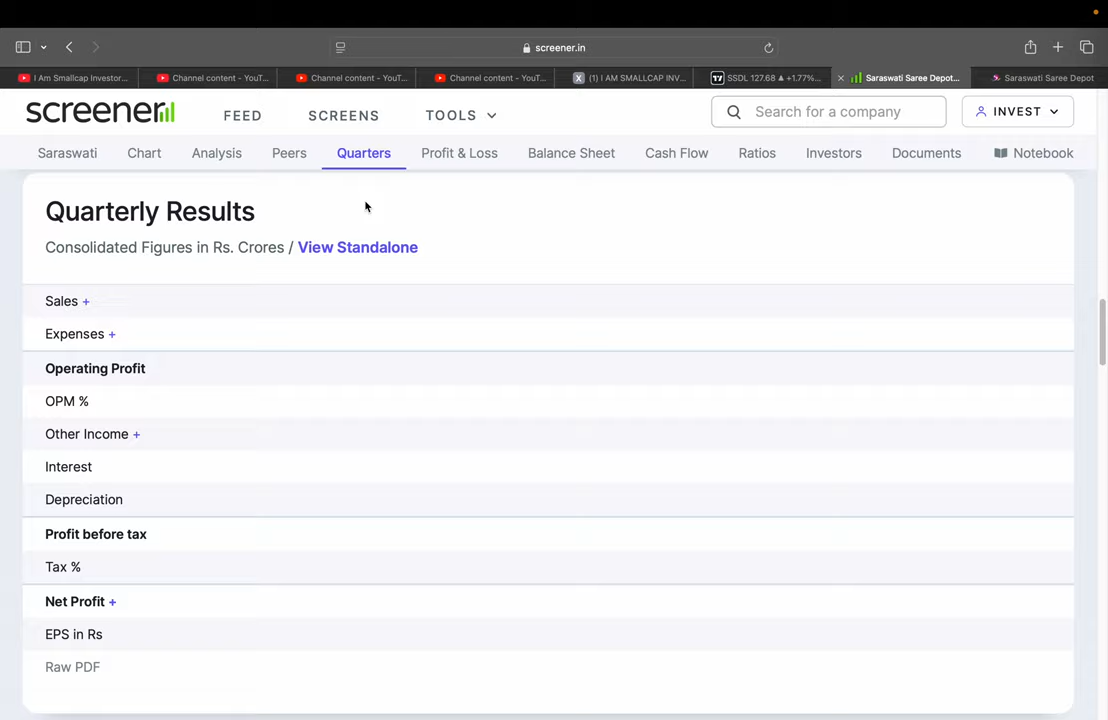 screener.in
I Am Smallcap Investor...
Channel content - YouT...
Channel content - YouT...
Channel content - YouT...
X (1) I AM SMALLCAP INV...
SSDL 127.68 ▲ +1.77%...
Saraswati Saree Depot...
Saraswati Saree Depot
screener
FEED
SCREENS
TOOLS
Search for a company
INVEST
Saraswati
Chart
Analysis
Peers
Quarters
Profit & Loss
Balance Sheet
Cash Flow
Ratios
Investors
Documents
Notebook
Quarterly Results
Consolidated Figures in Rs. Crores / View Standalone
Sales +
Expenses +
Operating Profit
OPM %
Other Income +
Interest
Depreciation
Profit before tax
Tax %
Net Profit +
EPS in Rs
Raw PDF